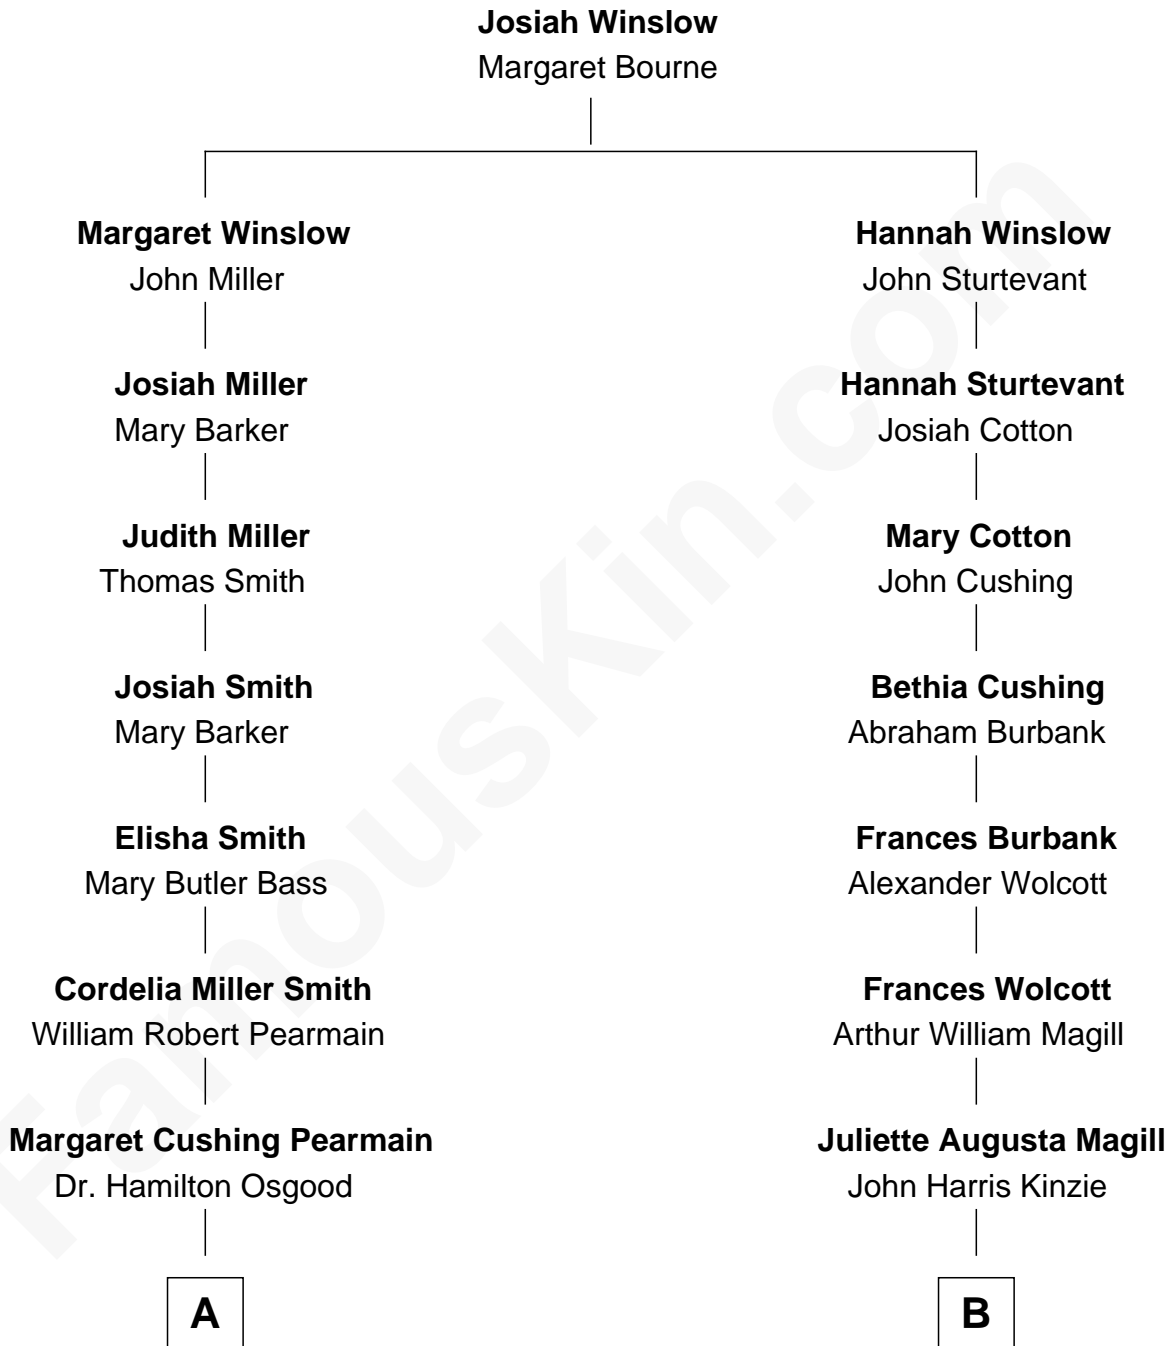 Josiah Winslow
Margaret Bourne
Margaret Winslow
John Miller
Hannah Winslow
John Sturtevant
Josiah Miller
Mary Barker
Hannah Sturtevant
Josiah Cotton
Judith Miller
Thomas Smith
Mary Cotton
John Cushing
Josiah Smith
Mary Barker
Bethia Cushing
Abraham Burbank
Elisha Smith
Mary Butler Bass
Frances Burbank
Alexander Wolcott
Cordelia Miller Smith
William Robert Pearmain
Frances Wolcott
Arthur William Magill
Margaret Cushing Pearmain
Dr. Hamilton Osgood
Juliette Augusta Magill
John Harris Kinzie
A
B
FamousKin.com